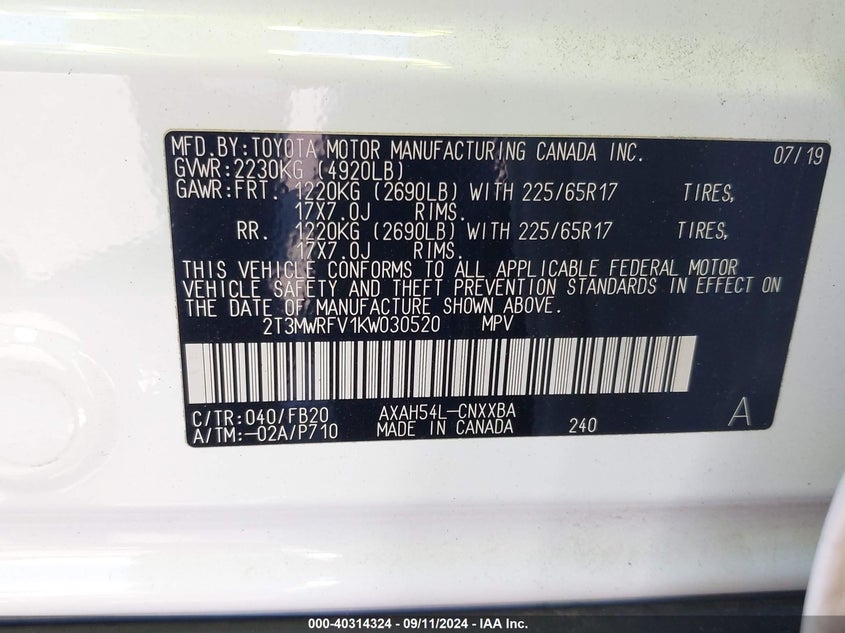 MFD.BY:TOYOTA MOTOR MANUFACTURING CANADA INC. 07/19
GVWR:2230KG (4920LB)
GAWR:FRT. 1220KG (2690LB) WITH 225/65R17 TIRES,
17X7.0J RIMS.
RR. 1220KG (2690LB) WITH 225/65R17 TIRES,
17X7.0J RIMS.
THIS VEHICLE CONFORMS TO ALL APPLICABLE FEDERAL MOTOR
VEHICLE SAFETY AND THEFT PREVENTION STANDARDS IN EFFECT ON
THE DATE OF MANUFACTURE SHOWN ABOVE.
2T3MWRFV1KW030520 MPV
C/TR:040/FB20 AXAH54L-CNXXBA A
A/TM:-02A/P710 MADE IN CANADA 240
000-40314324 - 09/11/2024 - IAA Inc.